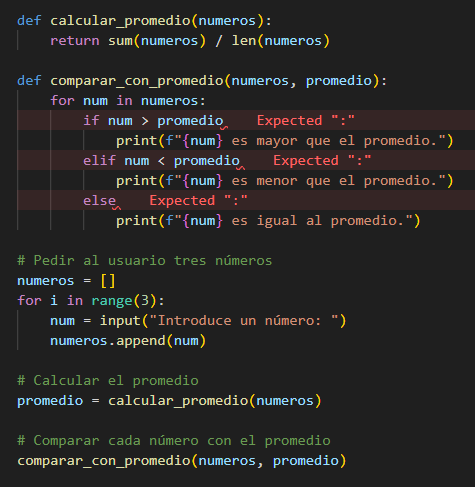 def calcular_promedio(numeros):
    return sum(numeros) / len(numeros)

def comparar_con_promedio(numeros, promedio):
    for num in numeros:
        if num > promedio    Expected ":"
            print(f"{num} es mayor que el promedio.")
        elif num < promedio    Expected ":"
            print(f"{num} es menor que el promedio.")
        else    Expected ":"
            print(f"{num} es igual al promedio.")

# Pedir al usuario tres números
numeros = []
for i in range(3):
    num = input("Introduce un número: ")
    numeros.append(num)

# Calcular el promedio
promedio = calcular_promedio(numeros)

# Comparar cada número con el promedio
comparar_con_promedio(numeros, promedio)